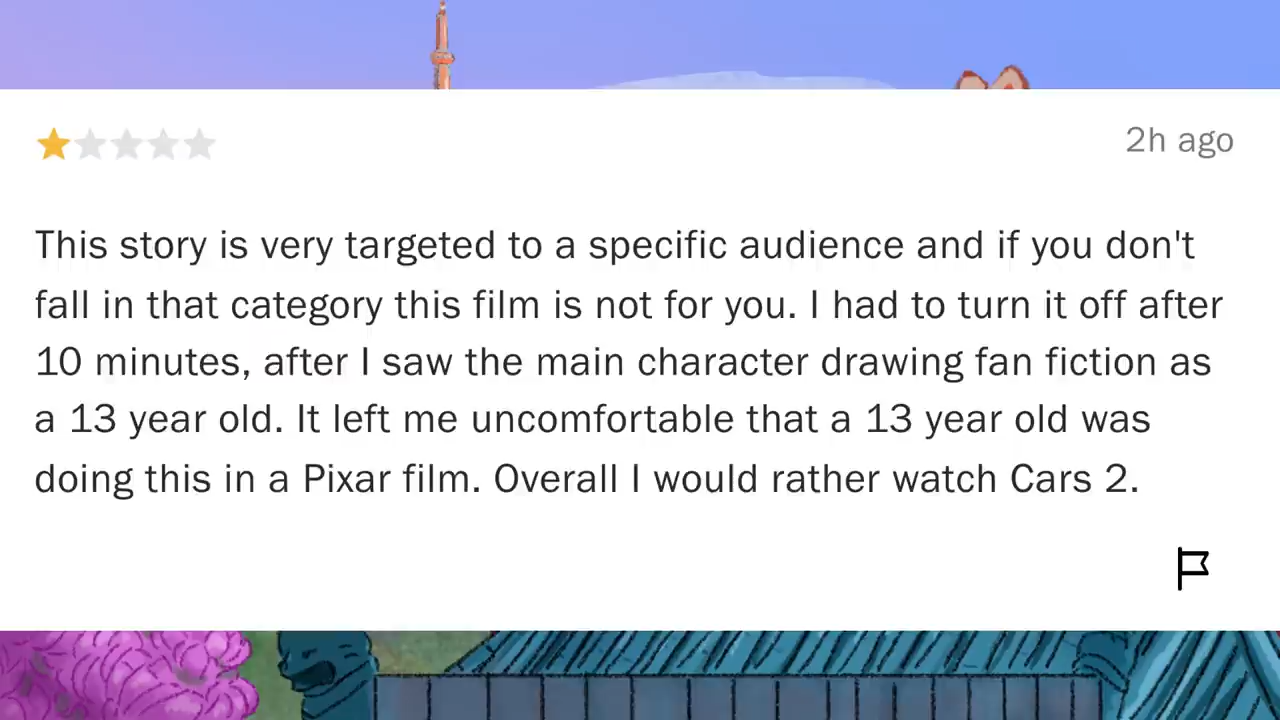 2h ago
This story is very targeted to a specific audience and if you don't
fall in that category this film is not for you. I had to turn it off after
10 minutes, after I saw the main character drawing fan fiction as
a 13 year old. It left me uncomfortable that a 13 year old was
doing this in a Pixar film. Overall I would rather watch Cars 2.